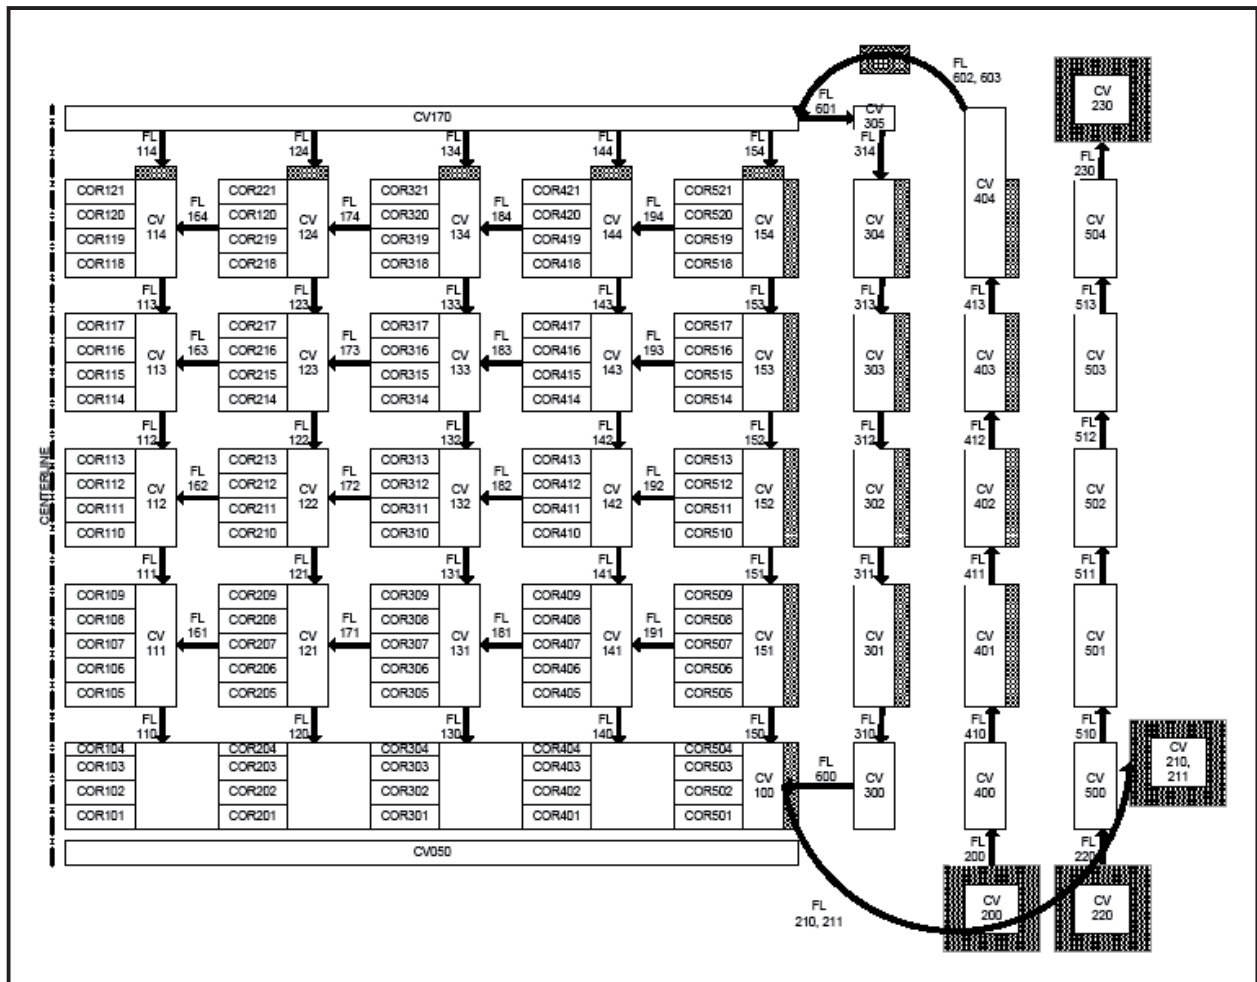 FL
602, 603
FL
601
CV
305
CV
230
CV170
FL
114
FL
124
FL
134
FL
144
FL
154
FL
314
FL
230
COR121
COR120
COR119
COR118
CV
114
FL
164
COR221
COR120
COR219
COR218
CV
124
FL
174
COR321
COR320
COR319
COR318
CV
134
FL
184
COR421
COR420
COR419
COR418
CV
144
FL
194
COR521
COR520
COR519
COR518
CV
154
CV
304
CV
404
CV
504
FL
113
FL
123
FL
133
FL
143
FL
153
FL
313
FL
413
FL
513
COR117
COR116
COR115
COR114
CV
113
FL
163
COR217
COR216
COR215
COR214
CV
123
FL
173
COR317
COR316
COR315
COR314
CV
133
FL
183
COR417
COR416
COR415
COR414
CV
143
FL
193
COR517
COR516
COR515
COR514
CV
153
CV
303
CV
403
CV
503
FL
112
FL
122
FL
132
FL
142
FL
152
FL
312
FL
412
FL
512
CENTERLINE
COR113
COR112
COR111
COR110
CV
112
FL
162
COR213
COR212
COR211
COR210
CV
122
FL
172
COR313
COR312
COR311
COR310
CV
132
FL
182
COR413
COR412
COR411
COR410
CV
142
FL
192
COR513
COR512
COR511
COR510
CV
152
CV
302
CV
402
CV
502
FL
111
FL
121
FL
131
FL
141
FL
151
FL
311
FL
411
FL
511
COR109
COR108
COR107
COR106
COR105
CV
111
FL
161
COR209
COR208
COR207
COR206
COR205
CV
121
FL
171
COR309
COR308
COR307
COR306
COR305
CV
131
FL
181
COR409
COR408
COR407
COR406
COR405
CV
141
FL
191
COR509
COR508
COR507
COR506
COR505
CV
151
CV
301
CV
401
CV
501
FL
110
FL
120
FL
130
FL
140
FL
150
FL
310
FL
410
FL
510
COR104
COR103
COR102
COR101
COR204
COR203
COR202
COR201
COR304
COR303
COR302
COR301
COR404
COR403
COR402
COR401
COR504
COR503
COR502
COR501
CV
100
FL
600
CV
300
CV
400
CV
500
CV
210,
211
CV050
FL
200
FL
220
FL
210, 211
CV
200
CV
220